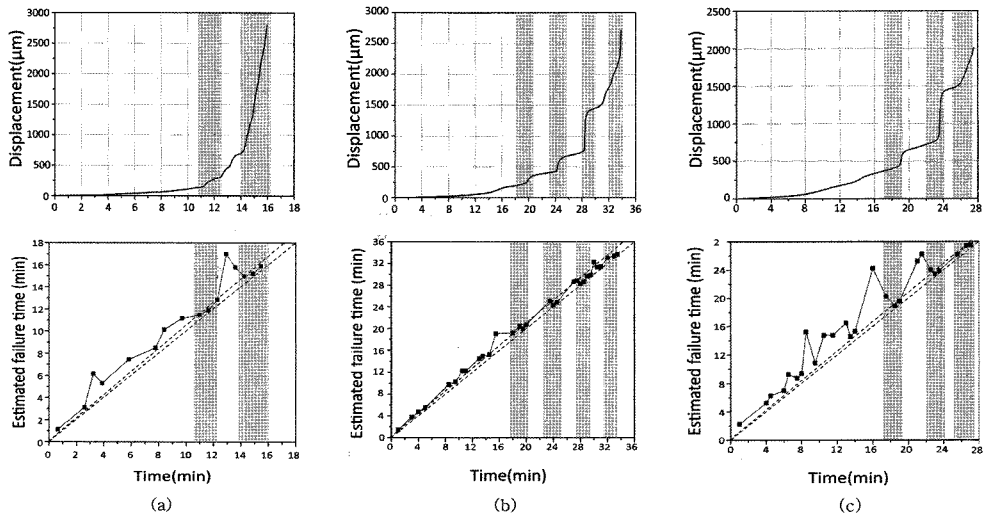 Displacement(μm)
3000
2500
2000
1500
1000
500
0
0 2 4 6 8 10 12 14 16 18
Displacement(μm)
3000
2500
2000
1500
1000
500
0
0 4 8 12 16 20 24 28 32 36
Displacement(μm)
2500
2000
1500
1000
500
0
0 4 8 12 16 20 24 28
Estimated failure time (min)
18
16
14
12
10
8
6
4
2
0
0 2 4 6 8 10 12 14 16 18
Time(min)
(a)
Estimated failure time (min)
36
32
28
24
20
16
12
8
4
0
0 4 8 12 16 20 24 28 32 36
Time(min)
(b)
Estimated failure time (min)
2
24
20
16
12
8
4
0
0 4 8 12 16 20 24 28
Time(min)
(c)